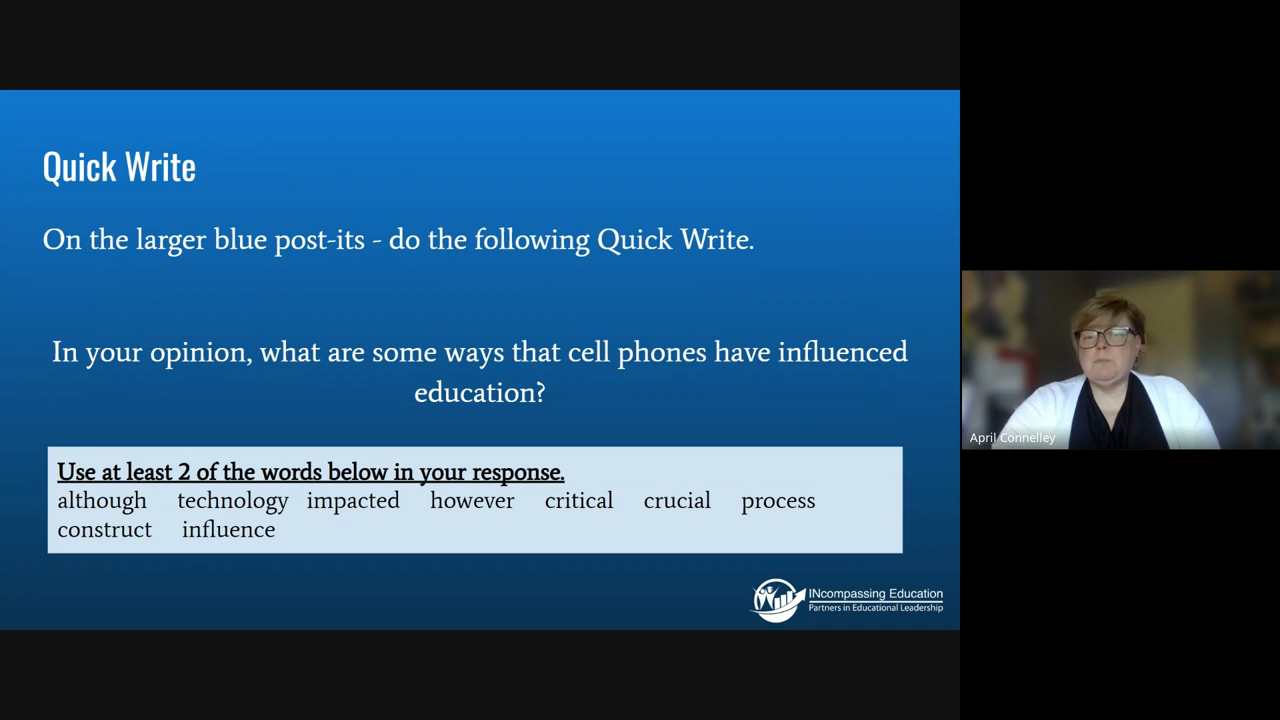 Quick Write
On the larger blue post-its - do the following Quick Write.
In your opinion, what are some ways that cell phones have influenced
education?
Use at least 2 of the words below in your response.
although technology impacted however critical crucial process
construct influence
INcompassing Education
Partners in Educational Leadership
April Connelley